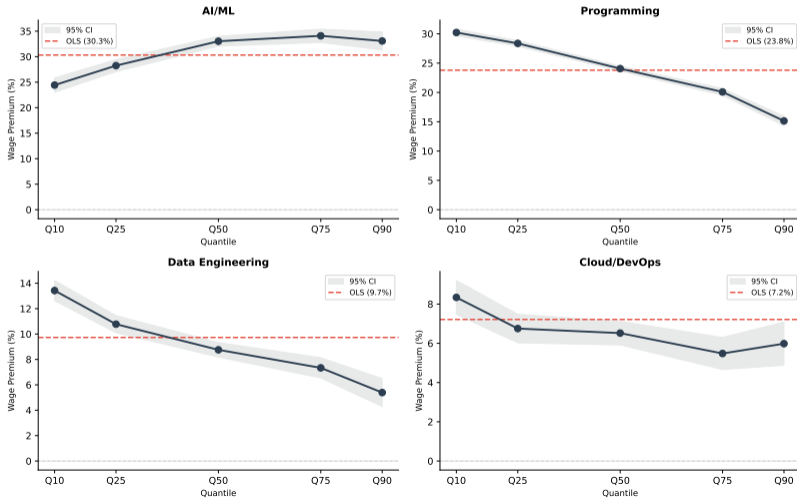 AI/ML
Wage Premium (%)
35
30
25
20
15
10
5
0
95% CI
OLS (30.3%)
Q10 Q25 Q50 Q75 Q90
Quantile
Programming
Wage Premium (%)
30
25
20
15
10
5
0
95% CI
OLS (23.8%)
Q10 Q25 Q50 Q75 Q90
Quantile
Data Engineering
Wage Premium (%)
14
12
10
8
6
4
2
0
95% CI
OLS (9.7%)
Q10 Q25 Q50 Q75 Q90
Quantile
Cloud/DevOps
Wage Premium (%)
8
6
4
2
0
95% CI
OLS (7.2%)
Q10 Q25 Q50 Q75 Q90
Quantile